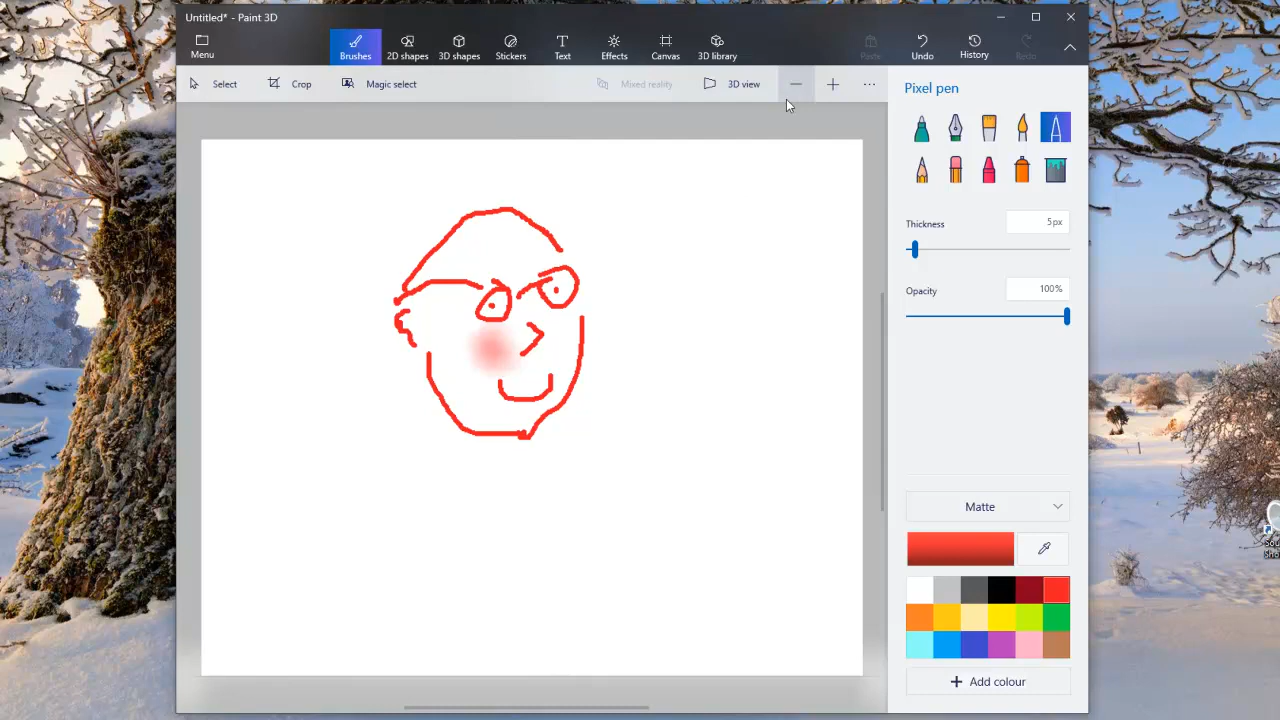 Untitled* - Paint 3D
Menu
Brushes
2D shapes
3D shapes
Stickers
Text
Effects
Canvas
3D library
Paste
Undo
History
Redo
Select
Crop
Magic select
Mixed reality
3D view
Pixel pen
Thickness
5px
Opacity
100%
Matte
Add colour